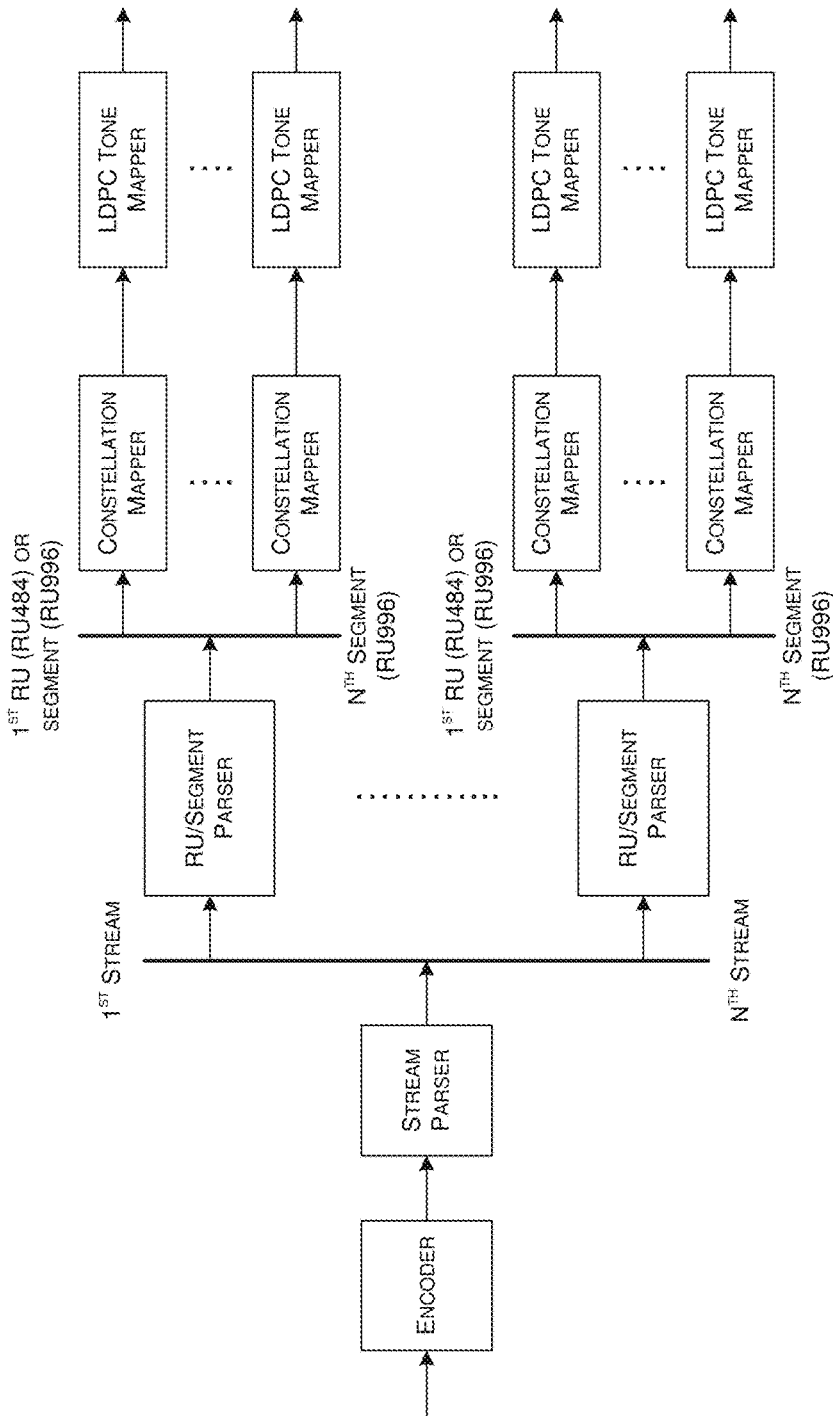 ENCODER
STREAM
PARSER
1ST STREAM
NTH STREAM
RU/SEGMENT
PARSER
RU/SEGMENT
PARSER
1ST RU (RU484) OR
SEGMENT (RU996)
NTH SEGMENT
(RU996)
1ST RU (RU484) OR
SEGMENT (RU996)
NTH SEGMENT
(RU996)
CONSTELLATION
MAPPER
CONSTELLATION
MAPPER
CONSTELLATION
MAPPER
CONSTELLATION
MAPPER
LDPC TONE
MAPPER
LDPC TONE
MAPPER
LDPC TONE
MAPPER
LDPC TONE
MAPPER